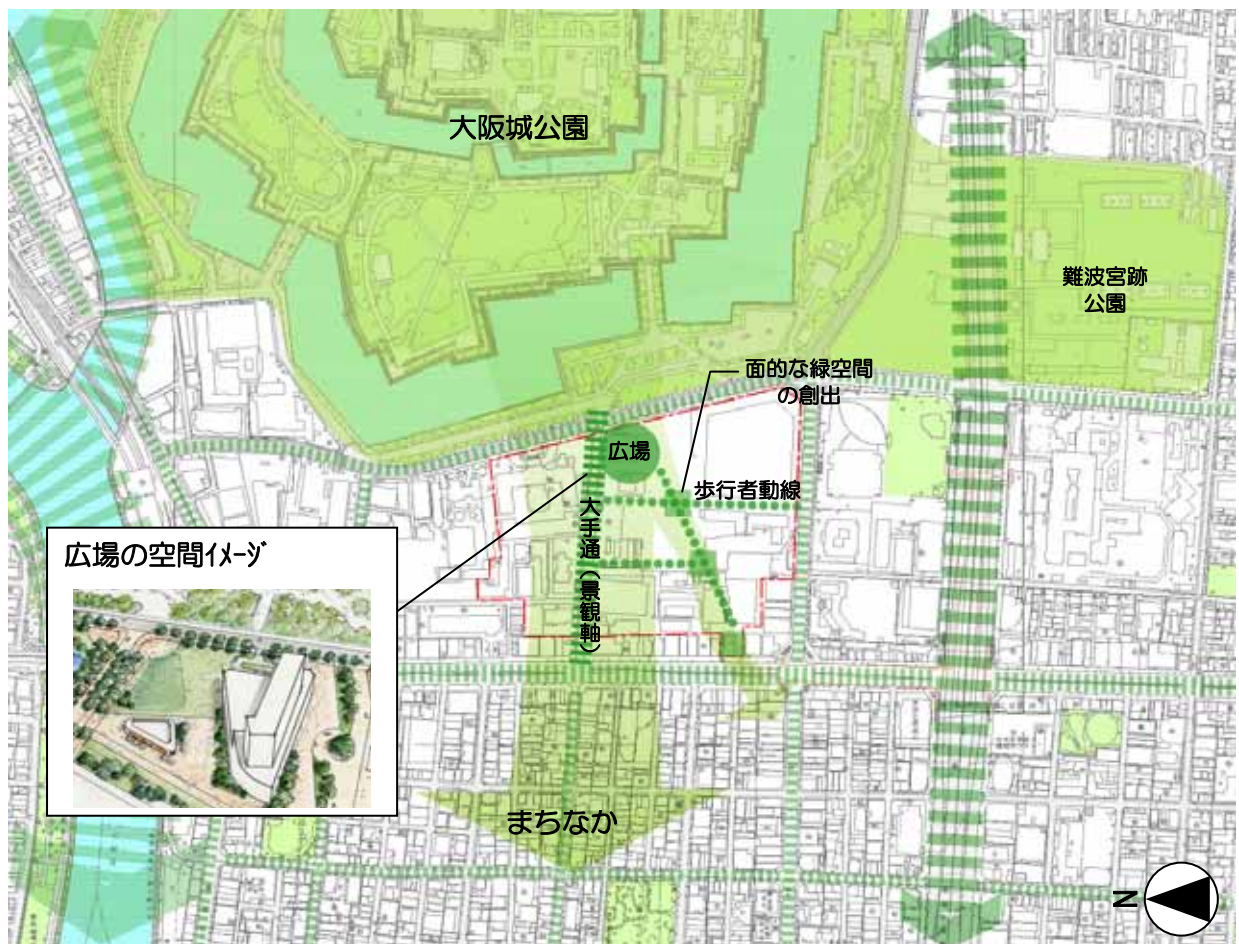 大阪城公園
難波宮跡
公園
面的な緑空間
の創出
広場
歩行者動線
大手通（景観軸）
広場の空間ｲﾒｰｼﾞ
まちなか
N